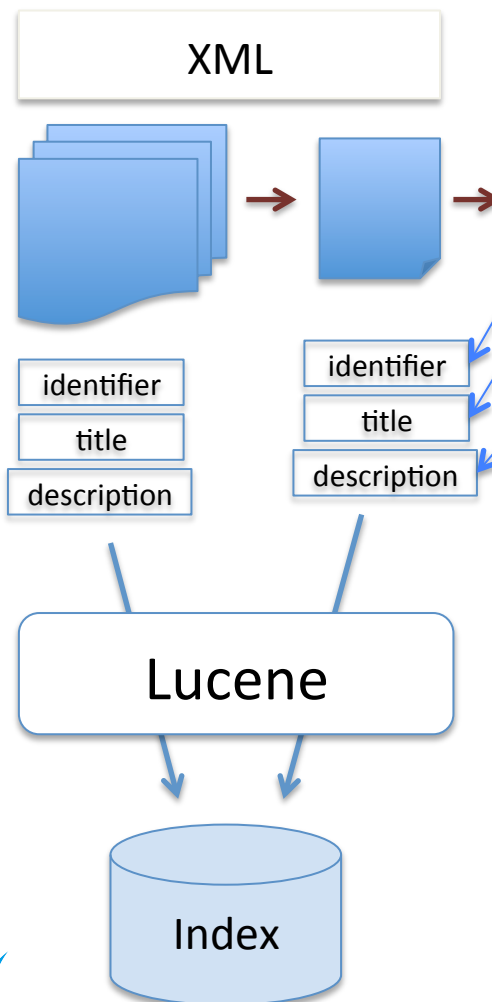 XML
identifier
title
description
identifier
title
description
Lucene
Index